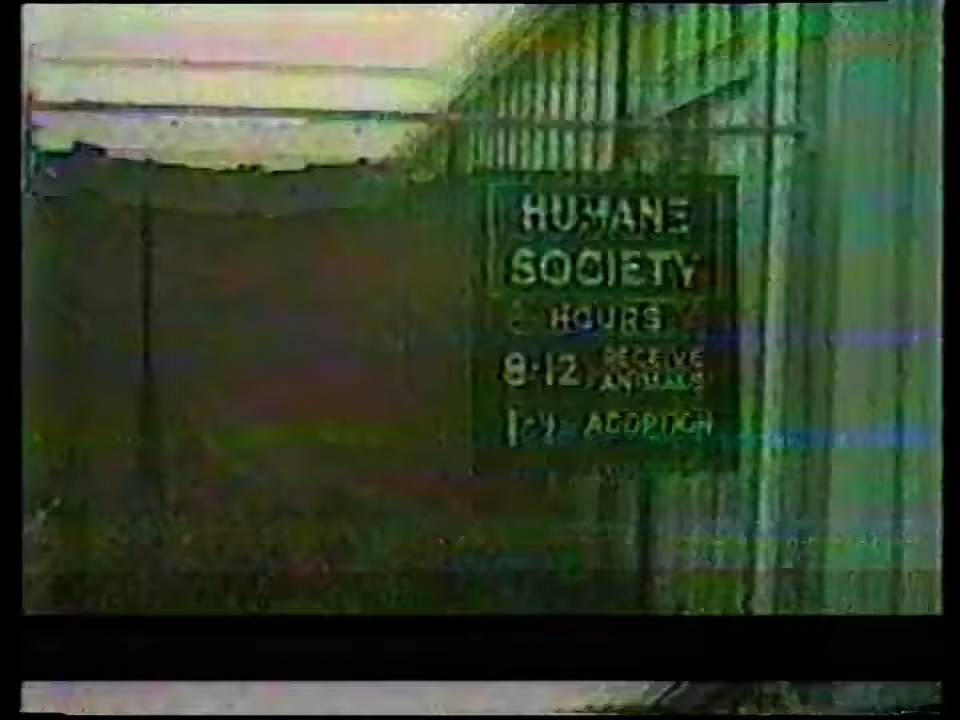 HUMANE
SOCIETY
HOURS
8-12 RECEIVE
ANIMALS
ADOPTION